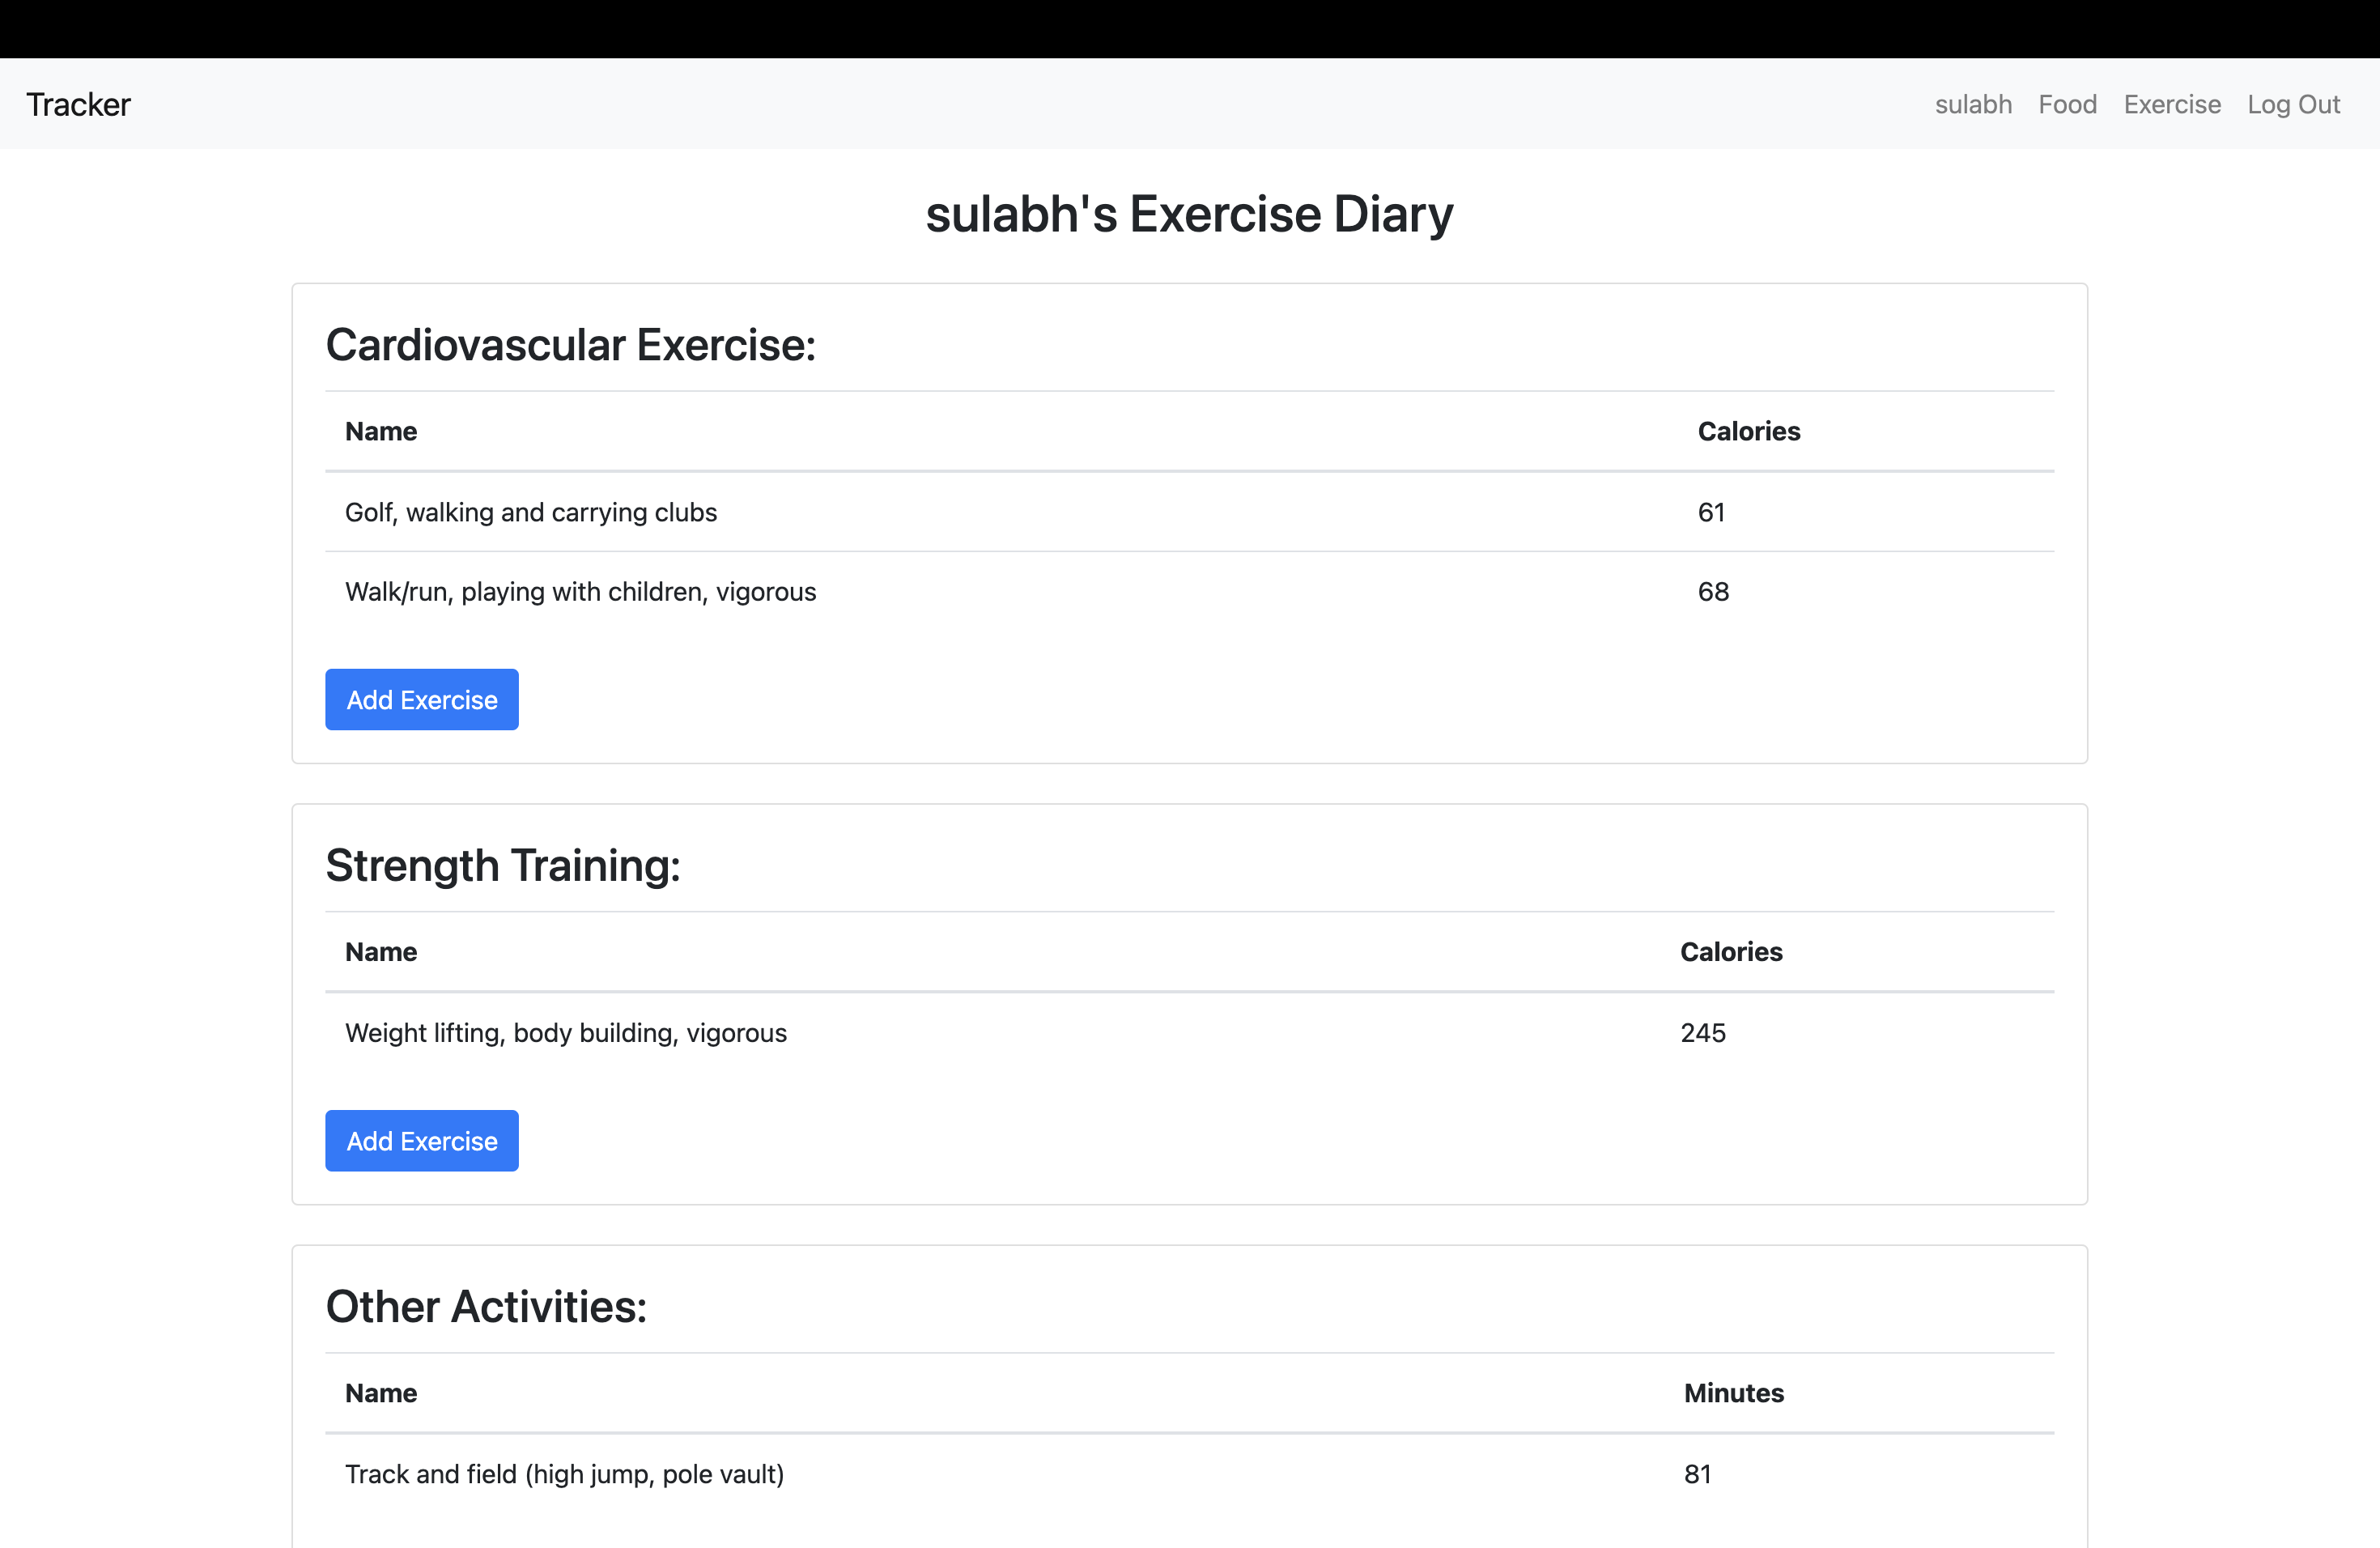 Tracker
sulabh Food Exercise Log Out
sulabh's Exercise Diary
Cardiovascular Exercise:
Name Calories
Golf, walking and carrying clubs 61
Walk/run, playing with children, vigorous 68
Add Exercise
Strength Training:
Name Calories
Weight lifting, body building, vigorous 245
Add Exercise
Other Activities:
Name Minutes
Track and field (high jump, pole vault) 81